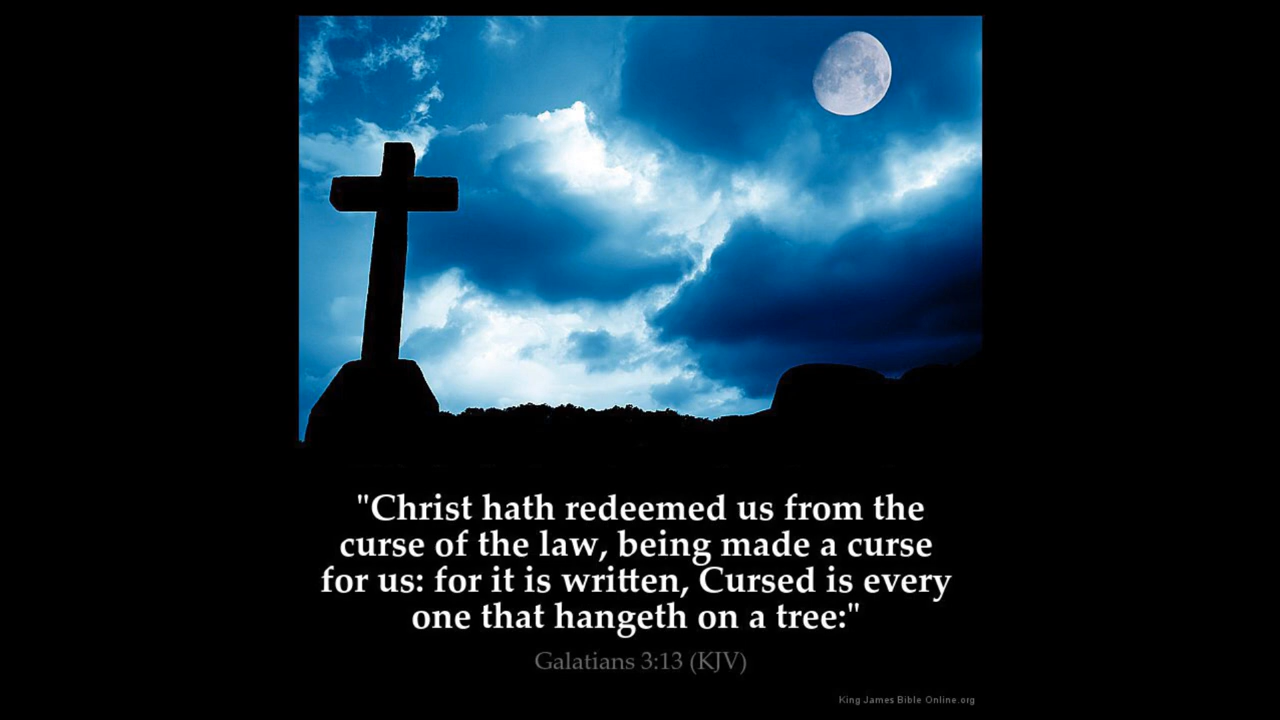 "Christ hath redeemed us from the
curse of the law, being made a curse
for us: for it is written, Cursed is every
one that hangeth on a tree:"
Galatians 3:13 (KJV)
King James Bible Online.org